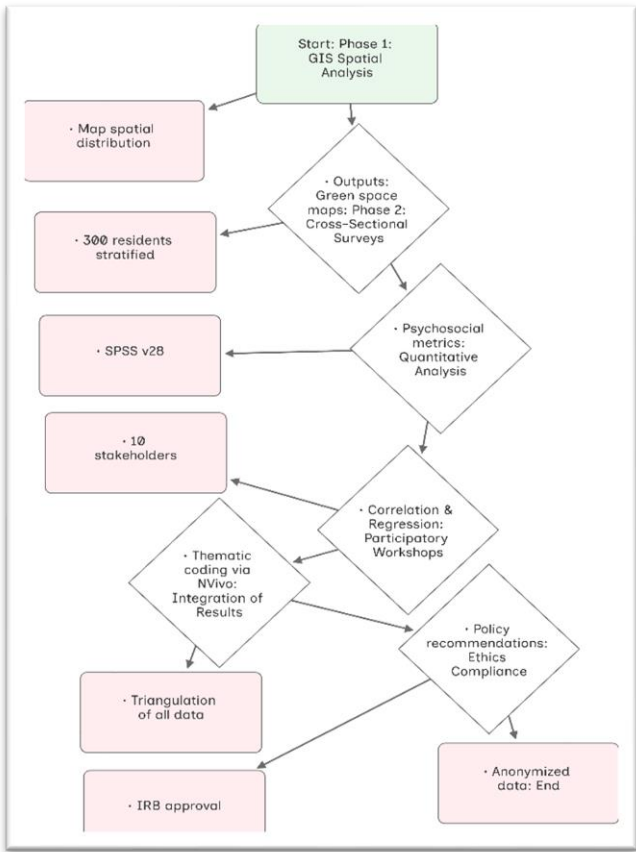 Start: Phase 1:
GIS Spatial
Analysis
· Map spatial
distribution
· Outputs:
Green space
maps: Phase 2:
Cross-Sectional
Surveys
· 300 residents
stratified
· Psychosocial
metrics:
Quantitative
Analysis
· SPSS v28
· 10
stakeholders
· Correlation &
Regression:
Participatory
Workshops
· Thematic
coding via
NVivo:
Integration of
Results
· Policy
recommendations:
Ethics
Compliance
· Triangulation
of all data
· Anonymized
data: End
· IRB approval